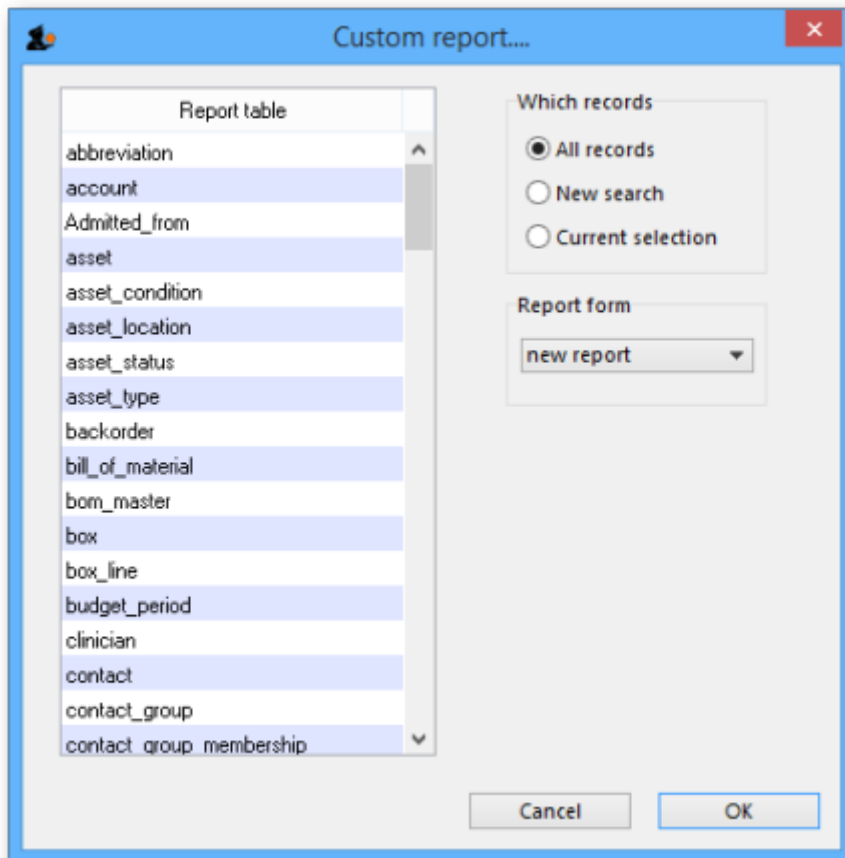 Custom report....
Report table
abbreviation
account
Admitted_from
asset
asset_condition
asset_location
asset_status
asset_type
backorder
bill_of_material
bom_master
box
box_line
budget_period
clinician
contact
contact_group
contact_group_membership
Which records
All records
New search
Current selection
Report form
new report
Cancel
OK